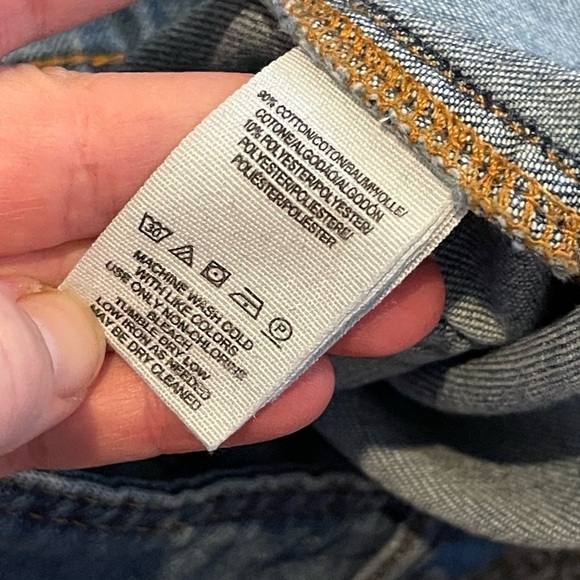 90% COTTON/COTON/BAUMWOLLE/
COTONE/ALGODÃO/ALGODÓN
10% POLYESTER/POLYESTER/
POLYESTER/POLIESTERE/
POLIÉSTER/POLIÉSTER
30 P
MACHINE WASH COLD
WITH LIKE COLORS
USE ONLY NON-CHLORINE
BLEACH
TUMBLE DRY LOW
LOW IRON AS NEEDED
MAY BE DRY CLEANED